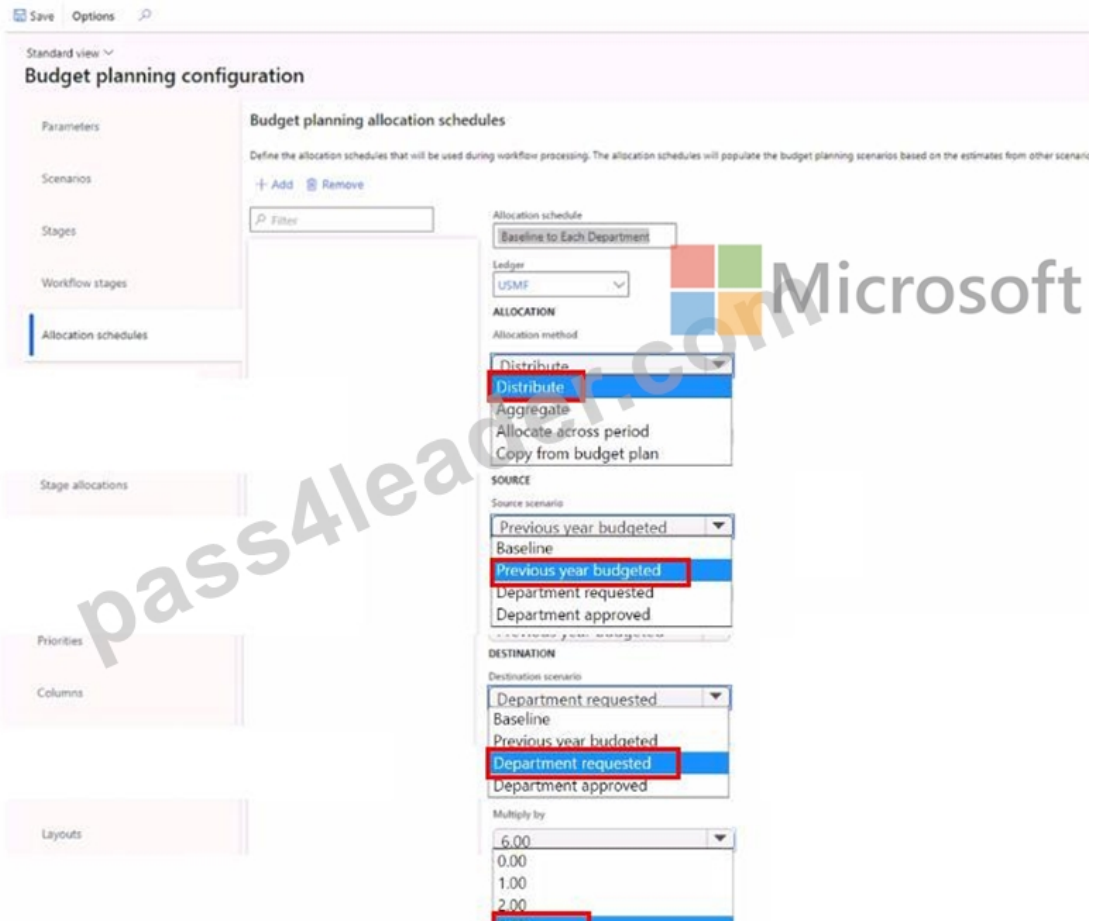 Save Options
Standard view
Budget planning configuration
Parameters
Scenarios
Stages
Workflow stages
Allocation schedules
Stage allocations
Priorities
Columns
Layouts
Budget planning allocation schedules
Define the allocation schedules that will be used during workflow processing. The allocation schedules will populate the budget planning scenarios based on the estimates from other
+ Add Remove
Filter
Allocation schedule
Baseline to Each Department
Ledger
USMF
ALLOCATION
Allocation method
Distribute
Distribute
Aggregate
Allocate across period
Copy from budget plan
SOURCE
Source scenario
Previous year budgeted
Baseline
Previous year budgeted
Department requested
Department approved
Previous year budgeted
DESTINATION
Destination scenario
Department requested
Baseline
Previous year budgeted
Department requested
Department approved
Multiply by
6.00
0.00
1.00
2.00
Microsoft
pass4leader.com